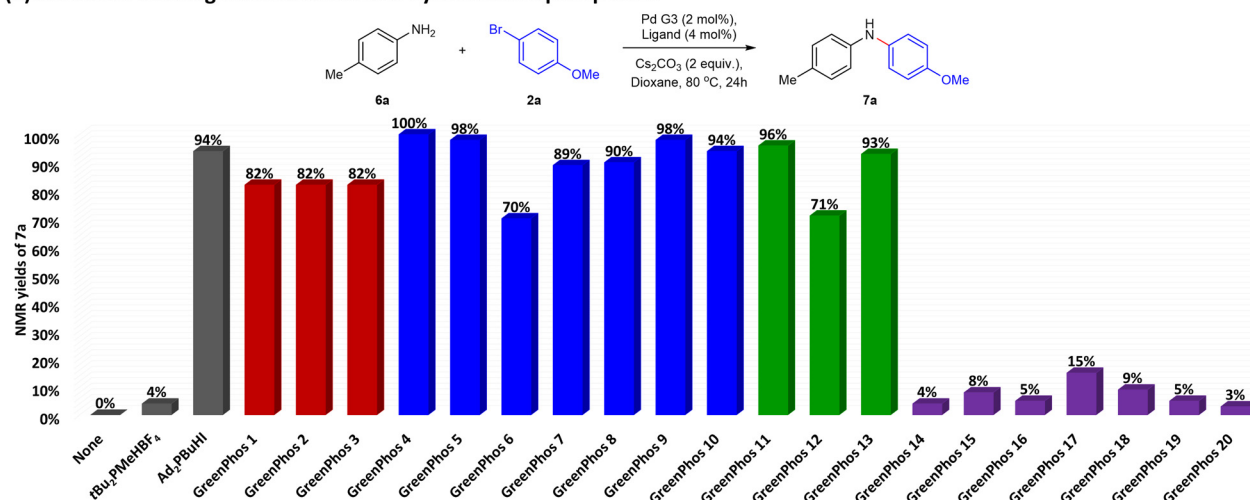 H
NH₂
Br
Pd G3 (2 mol%),
Ligand (4 mol%)
N
+
Me
OMe
Cs₂CO₃ (2 equiv.),
Dioxane, 80 °C, 24h
Me
OMe
6a
2a
7a
NMR yields of 7a
100%
90%
80%
70%
60%
50%
40%
30%
20%
10%
0%
0%
4%
94%
82%
82%
82%
100%
98%
70%
89%
90%
98%
94%
96%
71%
93%
4%
8%
5%
15%
9%
5%
3%
None
tBu₂PMeHBF₄
Ad₂PBuHI
GreenPhos 1
GreenPhos 2
GreenPhos 3
GreenPhos 4
GreenPhos 5
GreenPhos 6
GreenPhos 7
GreenPhos 8
GreenPhos 9
GreenPhos 10
GreenPhos 11
GreenPhos 12
GreenPhos 13
GreenPhos 14
GreenPhos 15
GreenPhos 16
GreenPhos 17
GreenPhos 18
GreenPhos 19
GreenPhos 20